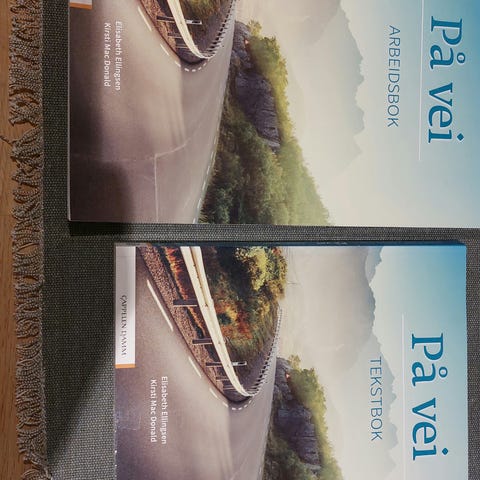 På vei
ARBEIDSBOK
Elisabeth Ellingsen
Kirsti Mac Donald
På vei
TEKSTBOK
Elisabeth Ellingsen
Kirsti Mac Donald
CAPPELEN DAMM